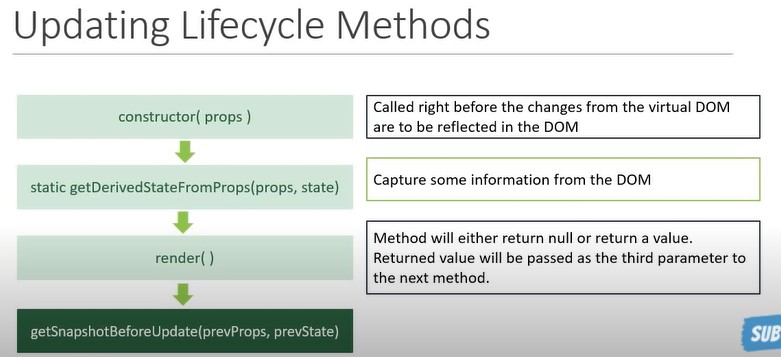 Updating Lifecycle Methods
constructor( props )
static getDerivedStateFromProps(props, state)
render( )
getSnapshotBeforeUpdate(prevProps, prevState)
Called right before the changes from the virtual DOM
are to be reflected in the DOM
Capture some information from the DOM
Method will either return null or return a value.
Returned value will be passed as the third parameter to
the next method.
SUB